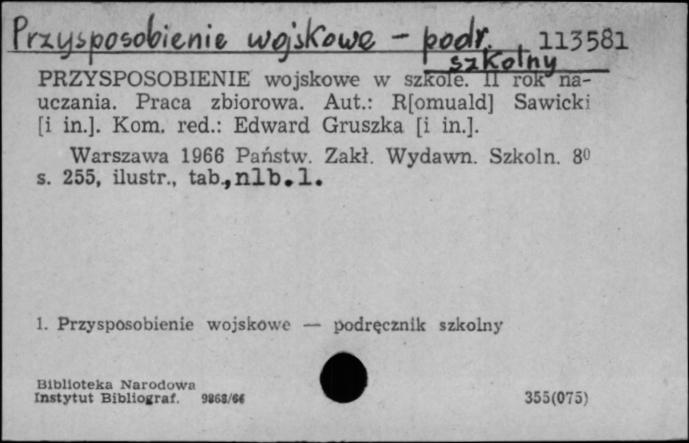 Przysposobienie wojskowe - podr. szkolny
113581
PRZYSPOSOBIENIE wojskowe w szkole. II rok na-
uczania. Praca zbiorowa. Aut.: R[omuald] Sawicki
[i in.]. Kom. red.: Edward Gruszka [i in.].
Warszawa 1966 Państw. Zakł. Wydawn. Szkoln. 8º
s. 255, ilustr., tab., nlb. 1.
1. Przysposobienie wojskowe — podręcznik szkolny
Biblioteka Narodowa
Instytut Bibliograf. 9868/66
355(075)